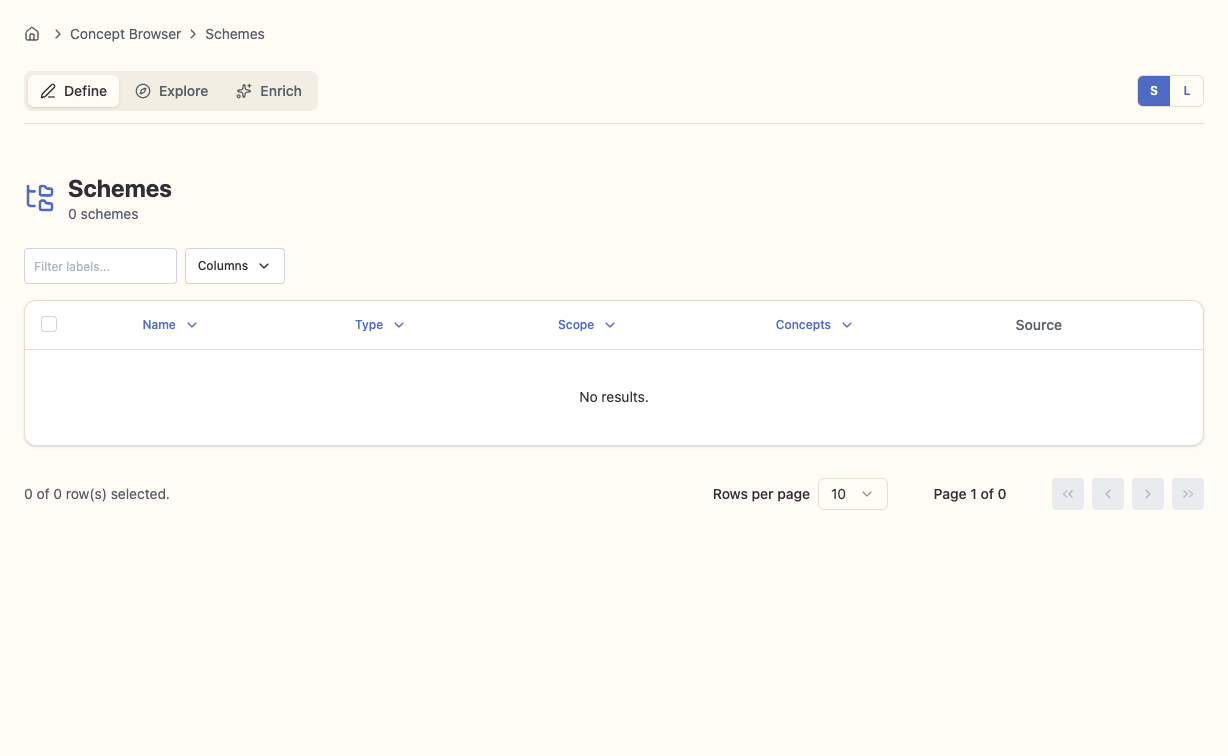 Concept Browser Schemes
Define Explore Enrich S L
Schemes
0 schemes
Filter labels... Columns
Name Type Scope Concepts Source
No results.
0 of 0 row(s) selected. Rows per page 10 Page 1 of 0